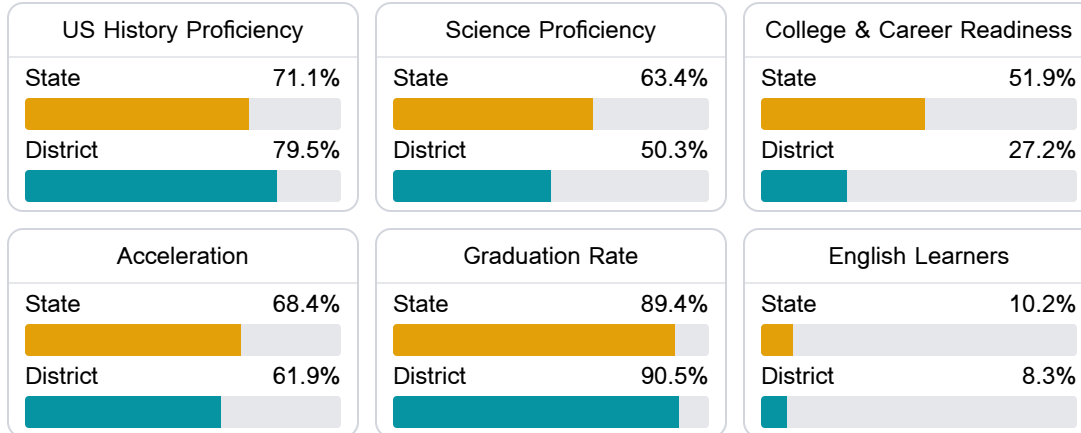 US History Proficiency
State 71.1%
District 79.5%
Science Proficiency
State 63.4%
District 50.3%
College & Career Readiness
State 51.9%
District 27.2%
Acceleration
State 68.4%
District 61.9%
Graduation Rate
State 89.4%
District 90.5%
English Learners
State 10.2%
District 8.3%